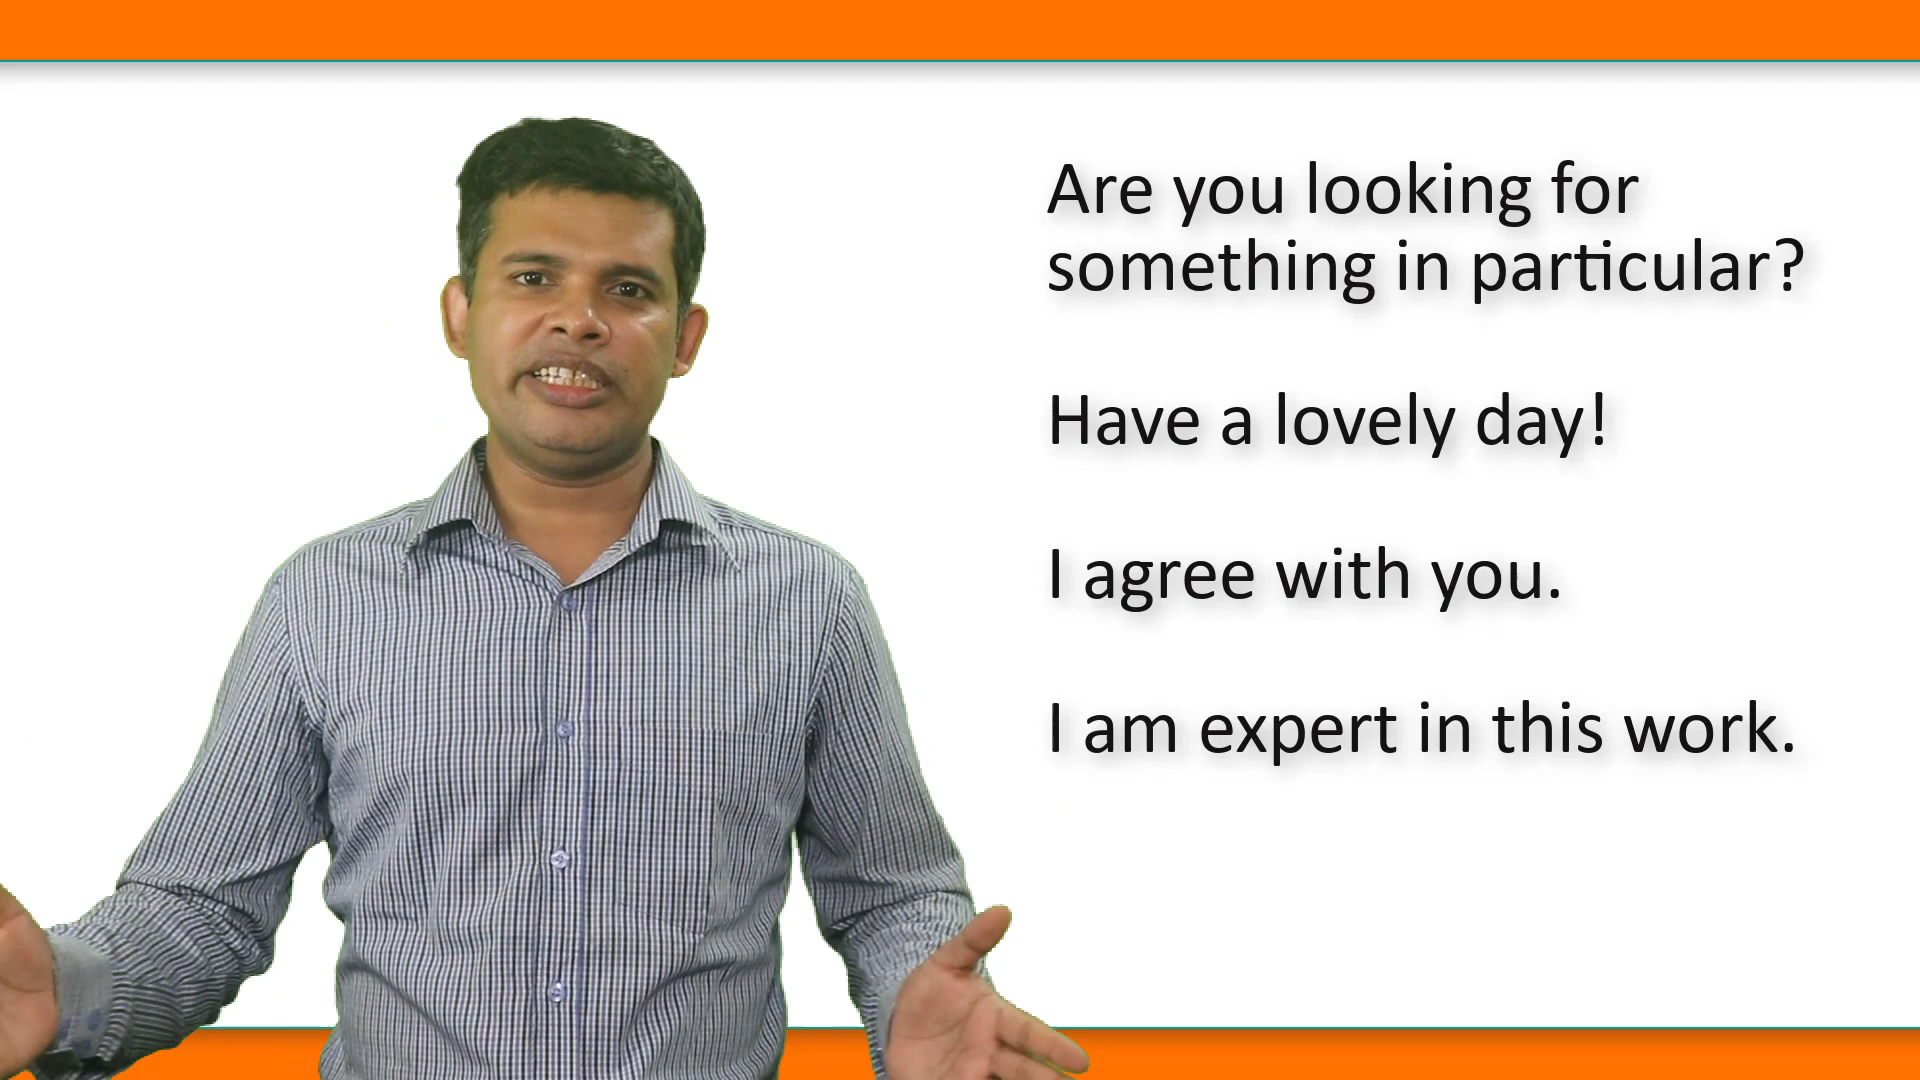 Are you looking for
something in particular?
Have a lovely day!
I agree with you.
I am expert in this work.